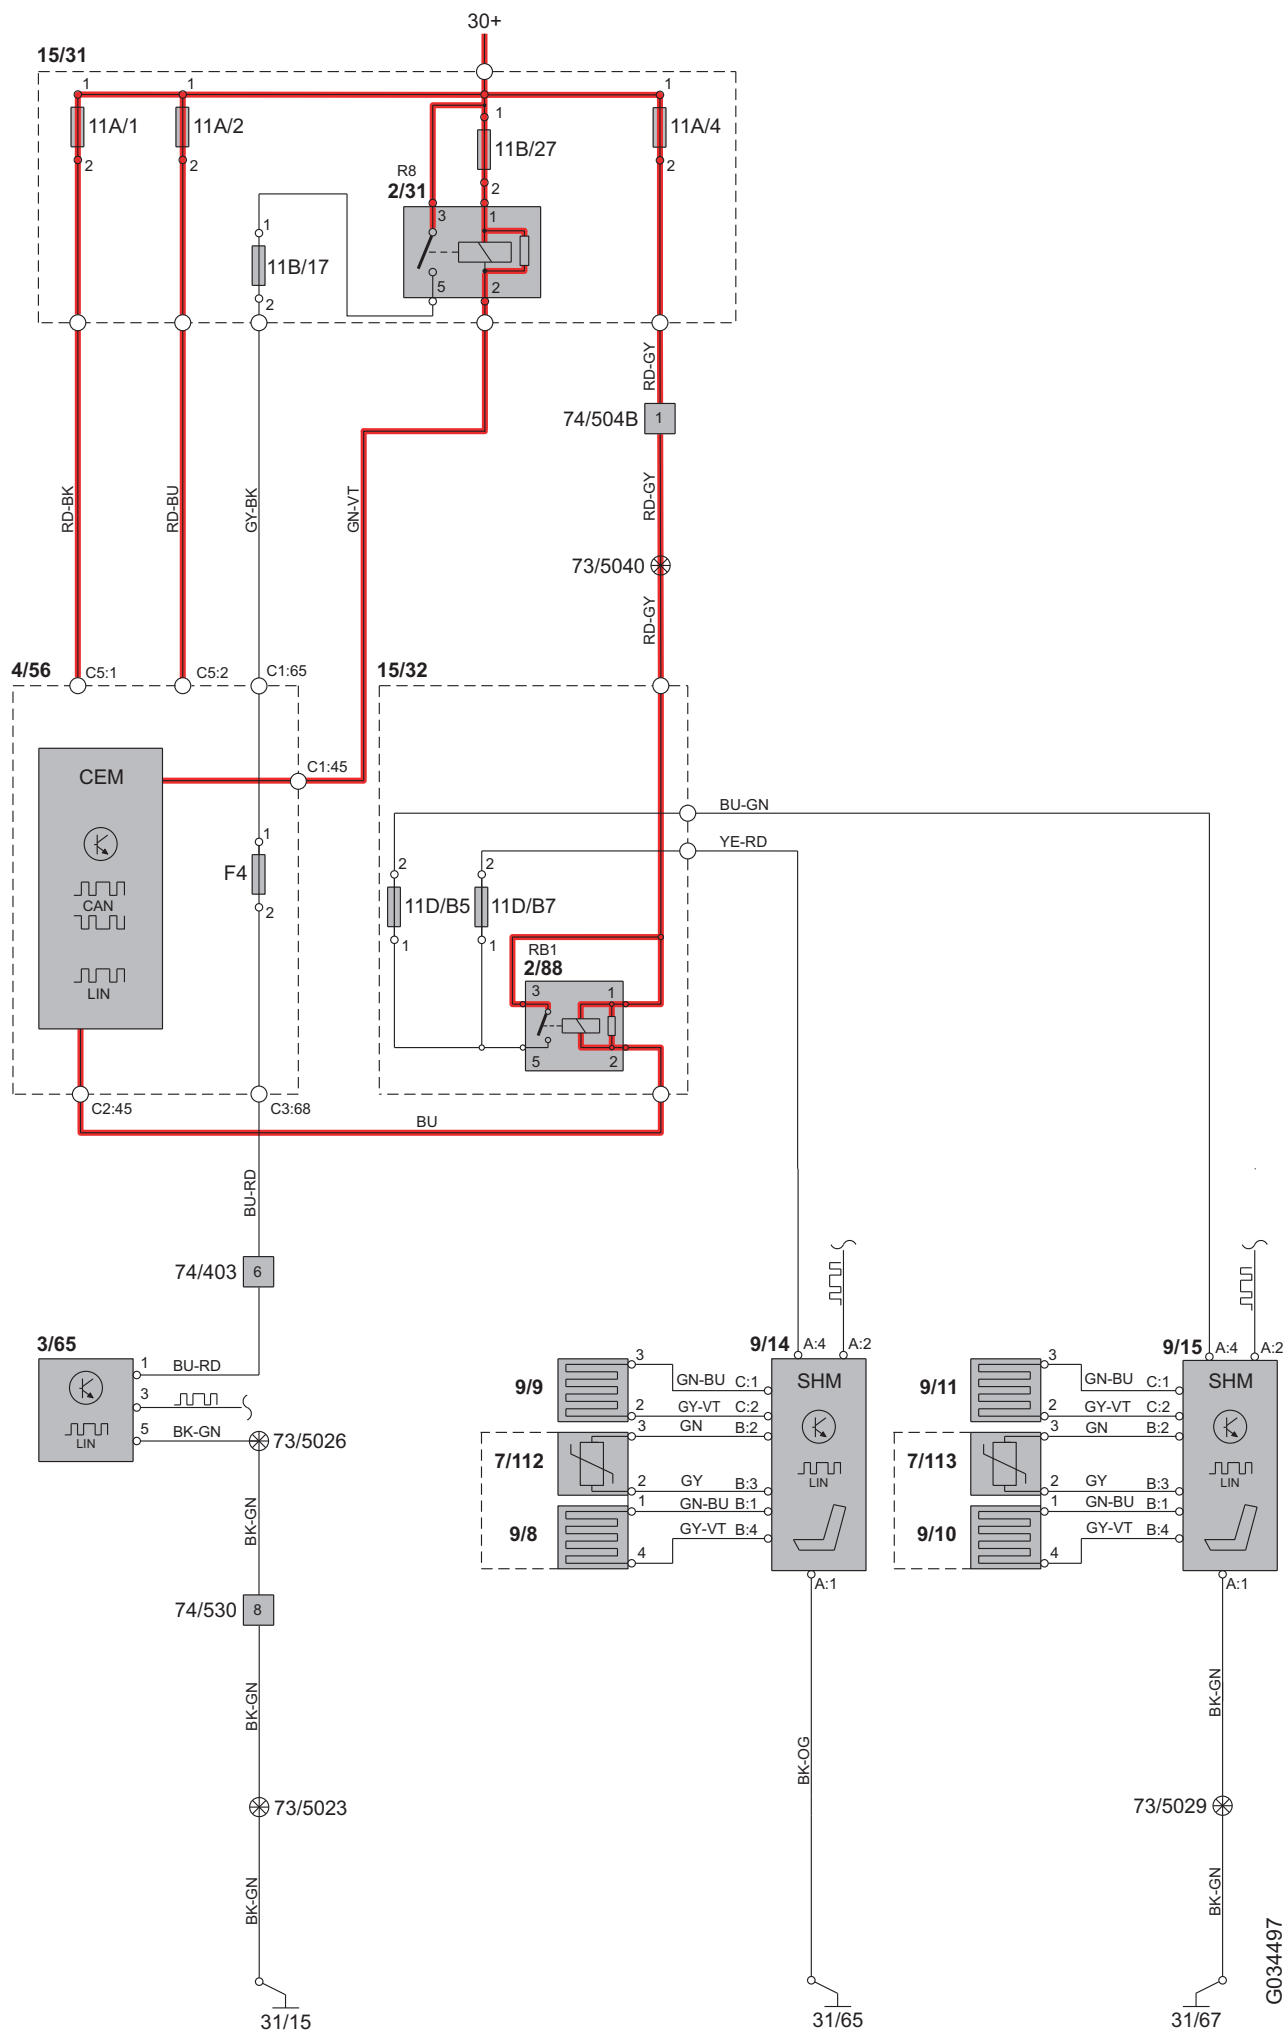 30+
15/31
1
1
1
1
11A/1
11A/2
11B/27
11A/4
2
2
2
2
R8
2/31
3
1
1
11B/17
2
5
2
RD-GY
74/504B
1
RD-BK
RD-BU
GY-BK
GN-VT
RD-GY
73/5040
RD-GY
4/56
C5:1
C5:2
C1:65
15/32
CEM
C1:45
BU-GN
YE-RD
1
F4
2
CAN
LIN
2
2
11D/B5
11D/B7
1
1
RB1
2/88
3
1
5
2
C2:45
C3:68
BU
BU-RD
74/403
6
3/65
1
BU-RD
3
5
BK-GN
LIN
73/5026
BK-GN
74/530
8
BK-GN
73/5023
BK-GN
31/15
9/14
A:4
A:2
SHM
LIN
9/9
3
GN-BU
C:1
2
GY-VT
C:2
7/112
3
GN
B:2
2
GY
B:3
9/8
1
GN-BU
B:1
4
GY-VT
B:4
A:1
BK-OG
31/65
9/15
A:4
A:2
SHM
LIN
9/11
3
GN-BU
C:1
2
GY-VT
C:2
7/113
3
GN
B:2
2
GY
B:3
9/10
1
GN-BU
B:1
4
GY-VT
B:4
A:1
BK-GN
73/5029
BK-GN
31/67
G034497